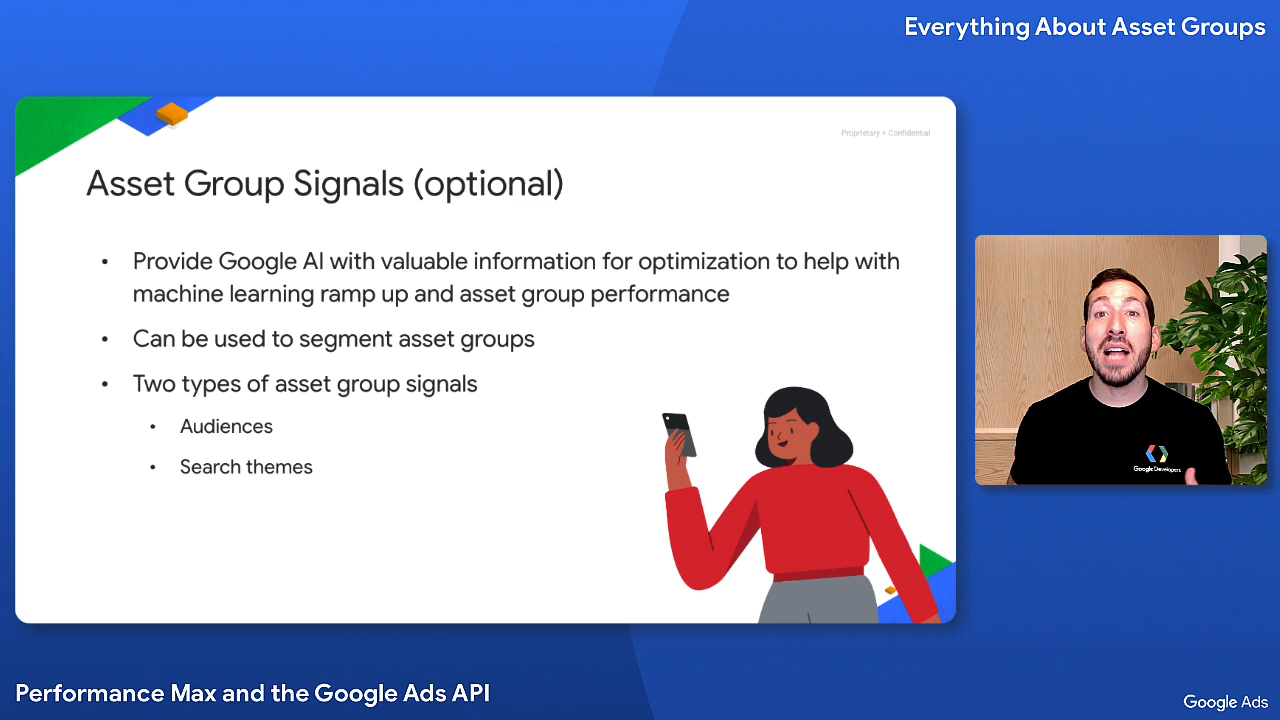 Everything About Asset Groups
Proprietary + Confidential
Asset Group Signals (optional)
• Provide Google AI with valuable information for optimization to help with
machine learning ramp up and asset group performance
• Can be used to segment asset groups
• Two types of asset group signals
• Audiences
• Search themes
Google Developers
Performance Max and the Google Ads API
Google Ads